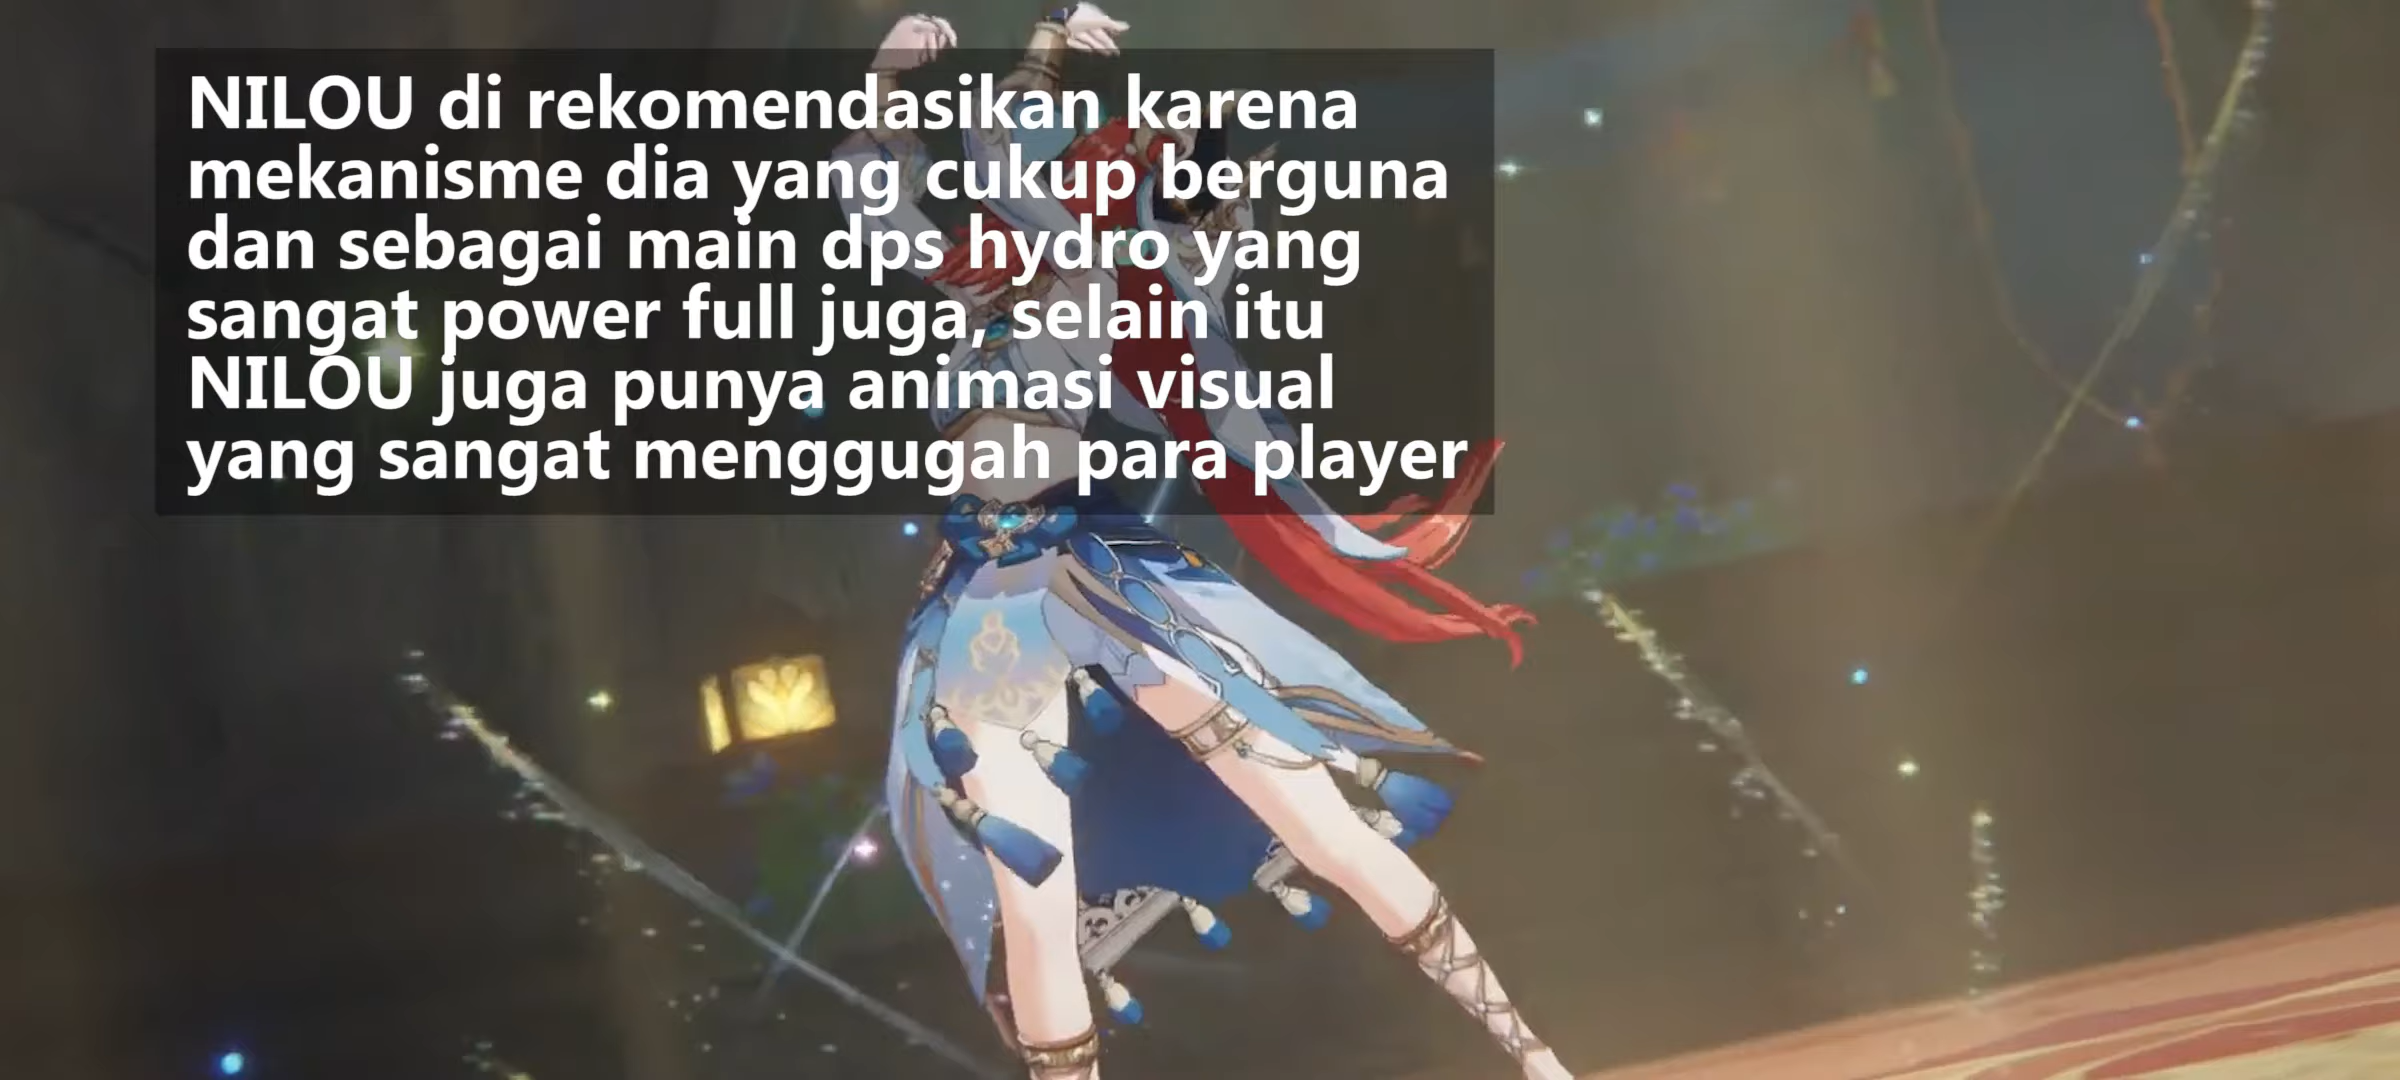 NILOU di rekomendasikan karena
mekanisme dia yang cukup berguna
dan sebagai main dps hydro yang
sangat power full juga, selain itu
NILOU juga punya animasi visual
yang sangat menggugah para player